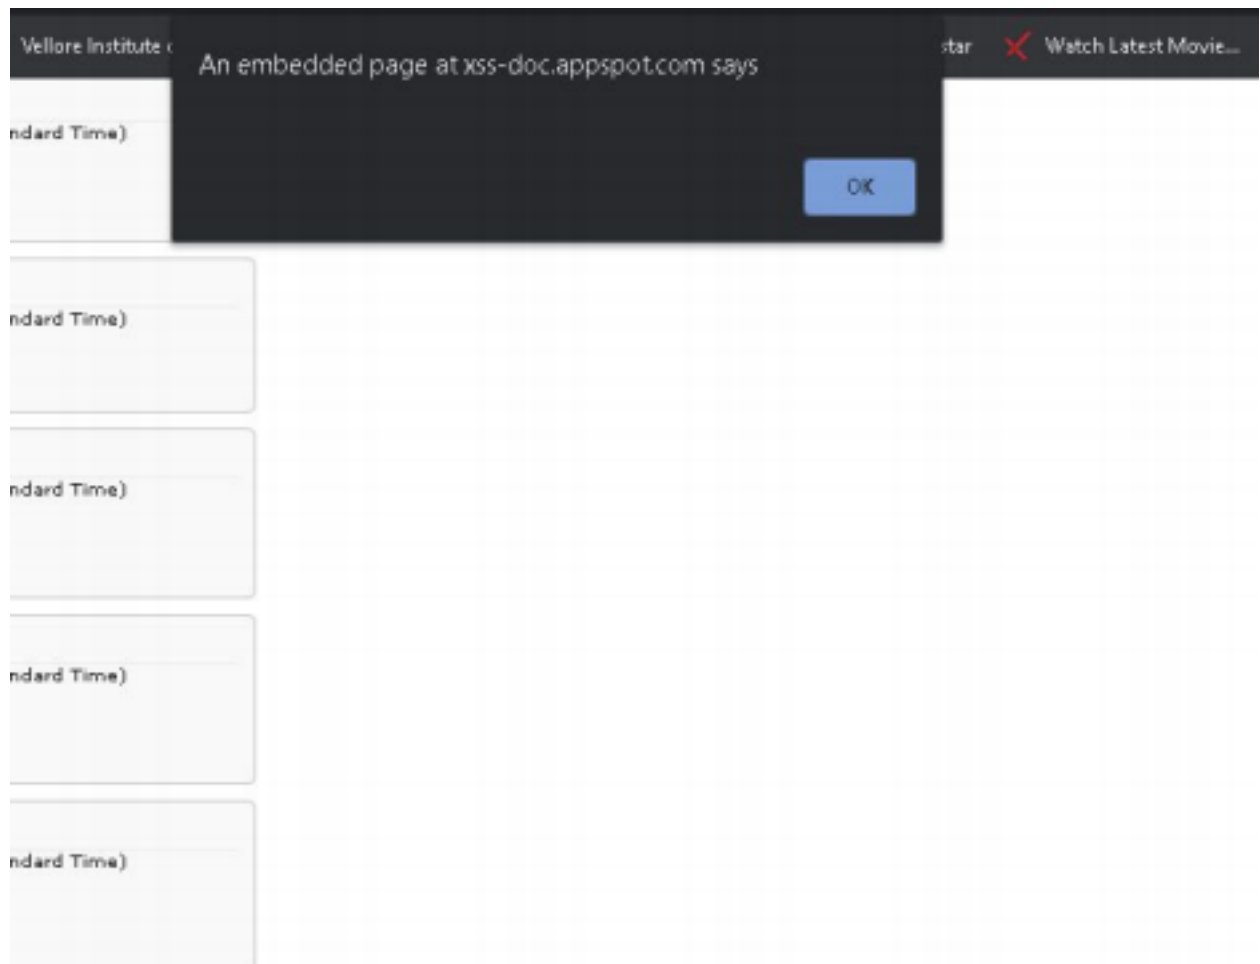 Vellore Institute
star
Watch Latest Movie...
An embedded page at xss-doc.appspot.com says
OK
ndard Time)
ndard Time)
ndard Time)
ndard Time)
ndard Time)